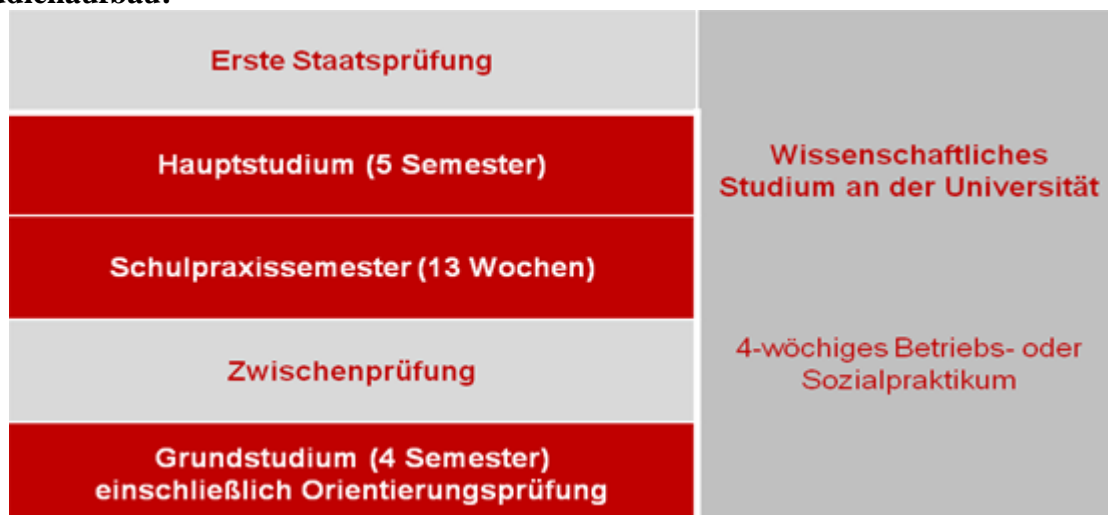 Erste Staatsprüfung
Hauptstudium (5 Semester)
Schulpraxissemester (13 Wochen)
Zwischenprüfung
Grundstudium (4 Semester)
einschließlich Orientierungsprüfung
Wissenschaftliches
Studium an der Universität
4-wöchiges Betriebs- oder
Sozialpraktikum